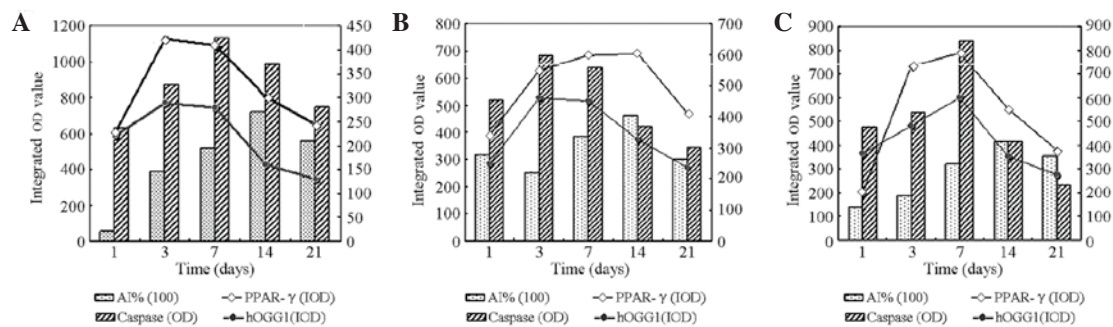 A
1200
1000
800
600
400
200
0
Integrated OD value
450
400
350
300
250
200
150
100
50
0
1 3 7 14 21
Time (days)
AI% (100)
PPAR- γ (IOD)
Caspase (OD)
hOGG1(IOD)
B
800
700
600
500
400
300
200
100
0
Integrated OD value
700
600
500
400
300
200
100
0
1 3 7 14 21
Time (days)
AI% (100)
PPAR- γ (IOD)
Caspase (OD)
hOGG1(IOD)
C
900
800
700
600
500
400
300
200
100
0
Integrated OD value
900
800
700
600
500
400
300
200
100
0
1 3 7 14 21
Time (days)
AI% (100)
PPAR- γ (IOD)
Caspase (OD)
hOGG1(IOD)